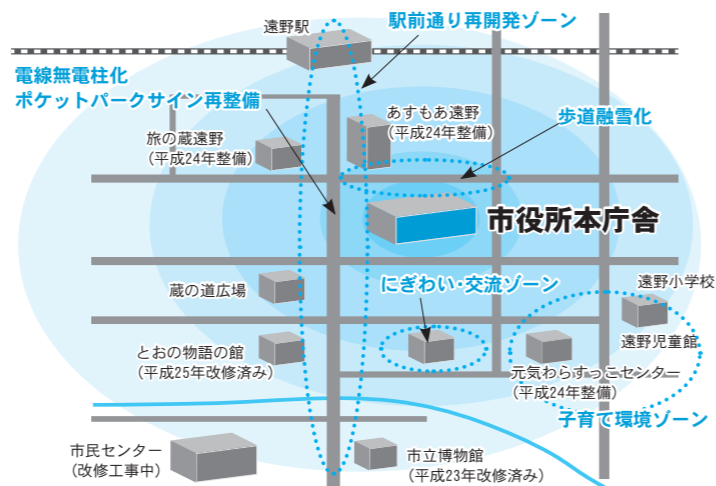 遠野駅
駅前通り再開発ゾーン
電線無電柱化
ポケットパークサイン再整備
あすもあ遠野
(平成24年整備)
歩道融雪化
旅の蔵遠野
(平成24年整備)
市役所本庁舎
蔵の道広場
にぎわい・交流ゾーン
遠野小学校
遠野児童館
とおの物語の館
(平成25年改修済み)
元気わらすっこセンター
(平成24年整備)
子育て環境ゾーン
市民センター
(改修工事中)
市立博物館
(平成23年改修済み)